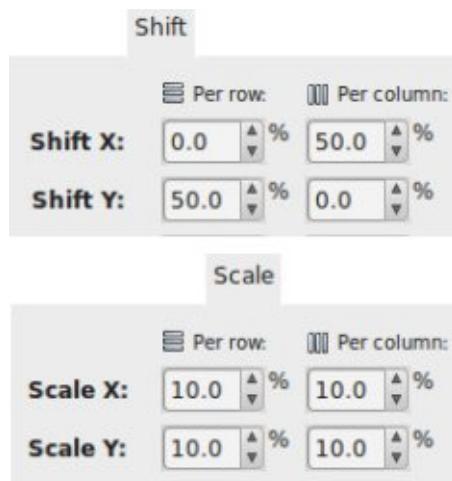 Shift
Per row: Per column:
Shift X: 0.0 % 50.0 %
Shift Y: 50.0 % 0.0 %
Scale
Per row: Per column:
Scale X: 10.0 % 10.0 %
Scale Y: 10.0 % 10.0 %